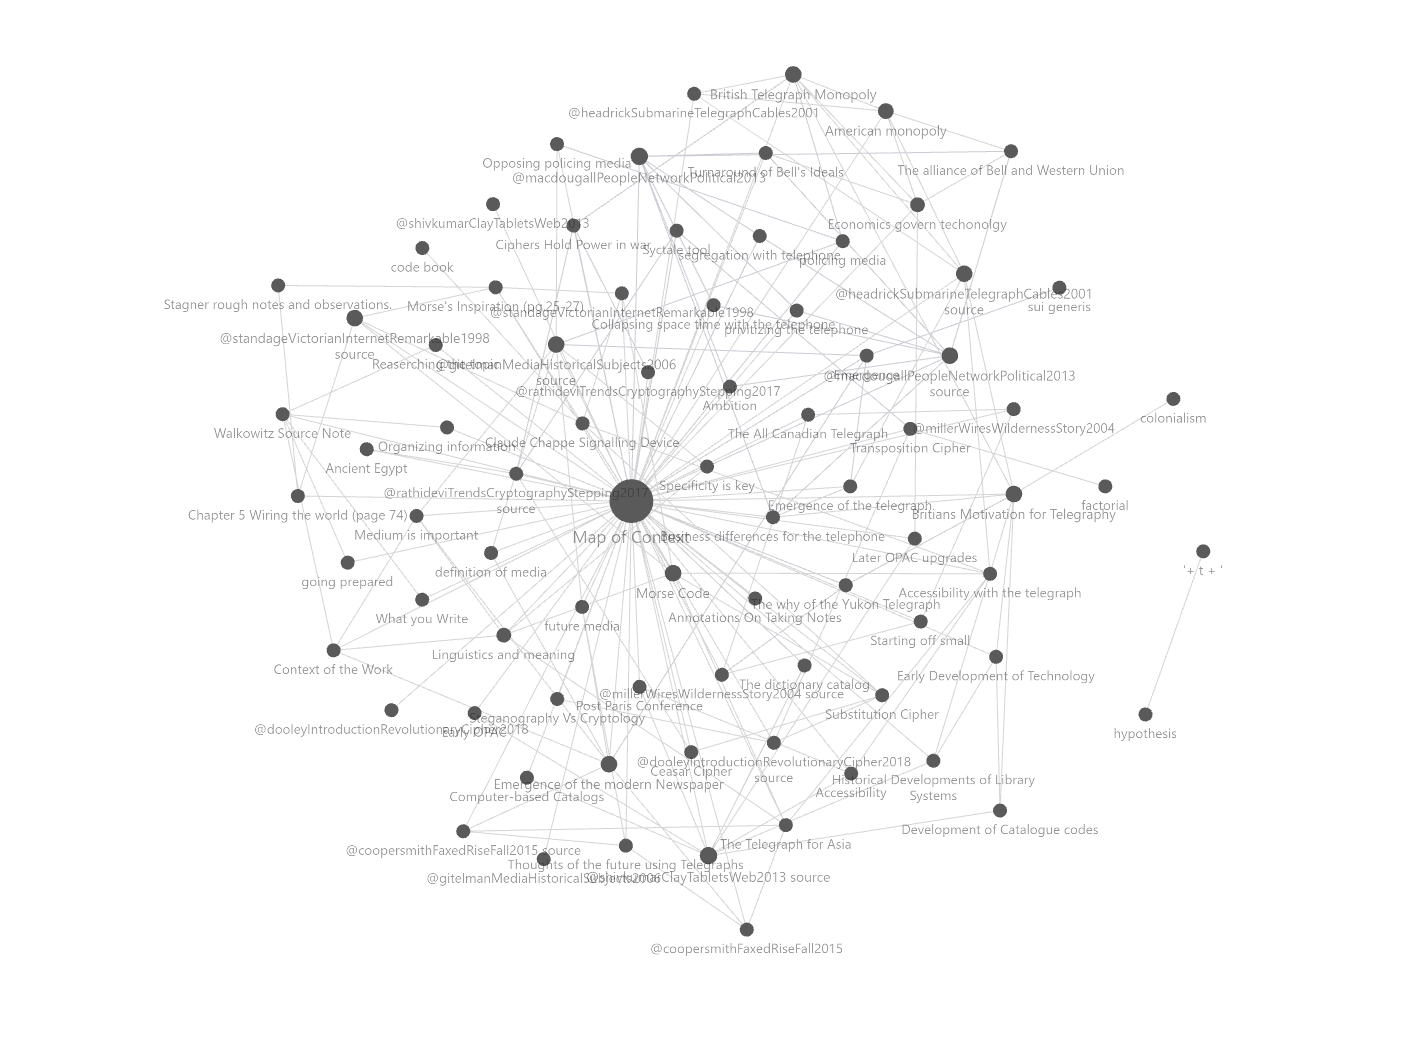 British Telegraph Monopoly
@headrickSubmarineTelegraphCables2001
American monopoly
Opposing policing media
Turnaround of Bell's Ideals
The alliance of Bell and Western Union
@macdougallPeopleNetworkPolitical2013
@shivkumarClayTabletsWeb2013
Economics govern techonolgy
Ciphers Hold Power in war
Syctale tool
segregation with telephone
policing media
code book
@headrickSubmarineTelegraphCables2001
source
sui generis
Stagner rough notes and observations.
Morse's Inspiration (pg.25-27)
@standageVictorianInternetRemarkable1998
Collapsing space time with the telephone
privitizing the telephone
@standageVictorianInternetRemarkable1998
source
Reaserching the topic
@gitelmanMediaHistoricalSubjects2006
source
Emergence
@macdougallPeopleNetworkPolitical2013
source
@rathideviTrendsCryptographyStepping2017
Ambition
colonialism
Walkowitz Source Note
Organizing information
Claude Chappe Signalling Device
The All Canadian Telegraph
@millerWiresWildernessStory2004
Transposition Cipher
Ancient Egypt
@rathideviTrendsCryptographyStepping2017
source
Specificity is key
Emergence of the telegraph.
factorial
Chapter 5 Wiring the world (page 74)
Britians Motivation for Telegraphy
Medium is important
Map of Context
Business differences for the telephone
Later OPAC upgrades
going prepared
definition of media
'+ t + '
Morse Code
Accessibility with the telegraph
What you Write
future media
Annotations On Taking Notes
The why of the Yukon Telegraph
Starting off small
Linguistics and meaning
Context of the Work
Early Development of Technology
The dictionary catalog
@millerWiresWildernessStory2004 source
Post Paris Conference
Steganography Vs Cryptology
Substitution Cipher
@dooleyIntroductionRevolutionaryCipher2018
Early OPAC
hypothesis
@dooleyIntroductionRevolutionaryCipher2018
source
Ceasar Cipher
Emergence of the modern Newspaper
Historical Developments of Library
Systems
Accessibility
Computer-based Catalogs
Development of Catalogue codes
@coopersmithFaxedRiseFall2015 source
The Telegraph for Asia
Thoughts of the future using Telegraphs
@gitelmanMediaHistoricalSubjects2006
@shivkumarClayTabletsWeb2013 source
@coopersmithFaxedRiseFall2015